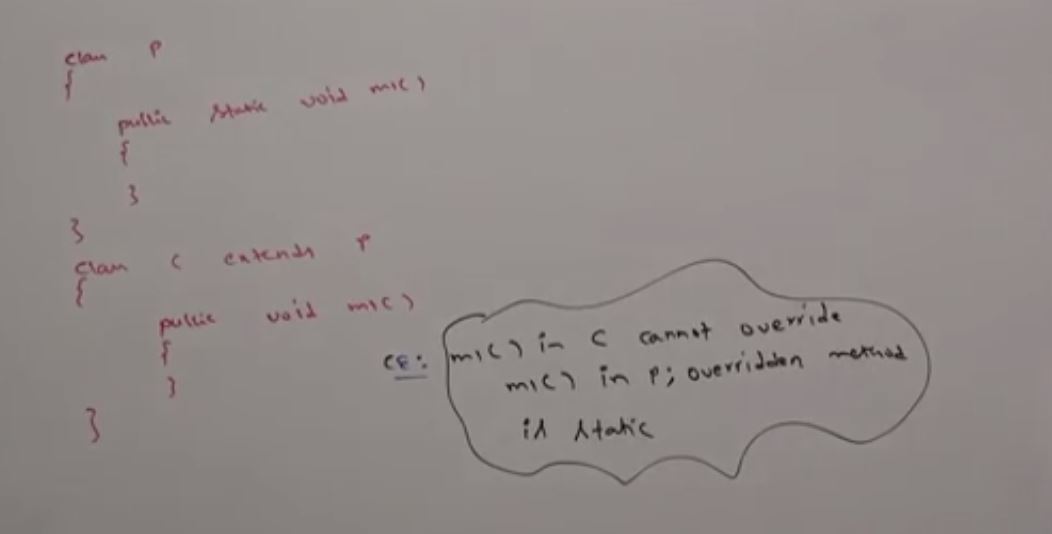 class P
{
public static void m1()
{
}
}
class C extends P
{
public void m1()
{
}
}
CE: m1() in C cannot override
m1() in P; overridden method
is static